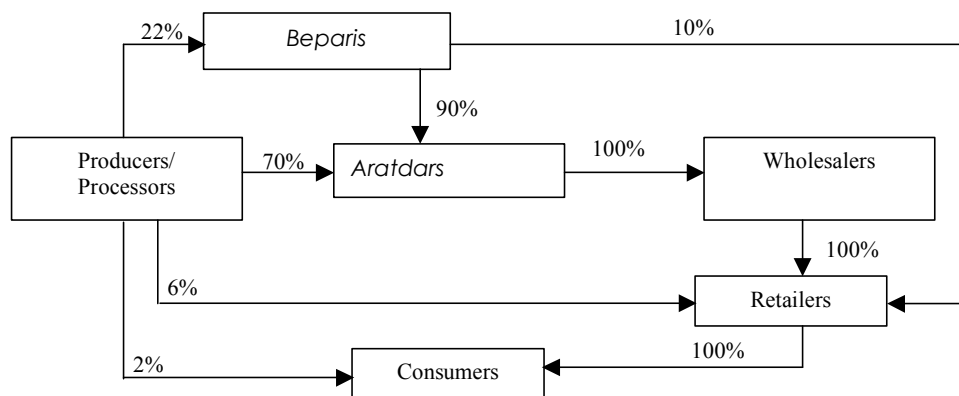 22%
Beparis
10%
90%
Producers/
Processors
70%
Aratdars
100%
Wholesalers
100%
6%
Retailers
2%
Consumers
100%